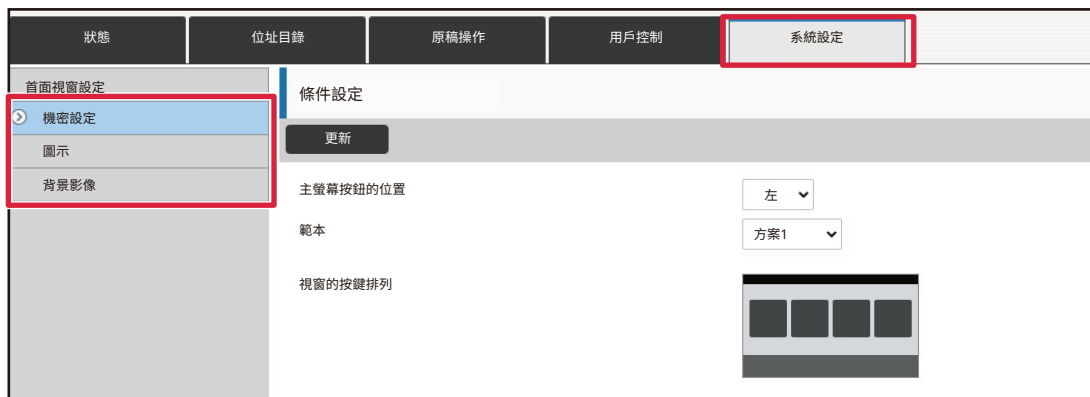 狀態 位址目錄 原稿操作 用戶控制 系統設定
首面視窗設定
機密設定
圖示
背景影像
條件設定
更新
主螢幕按鈕的位置 左
範本 方案1
視窗的按鍵排列